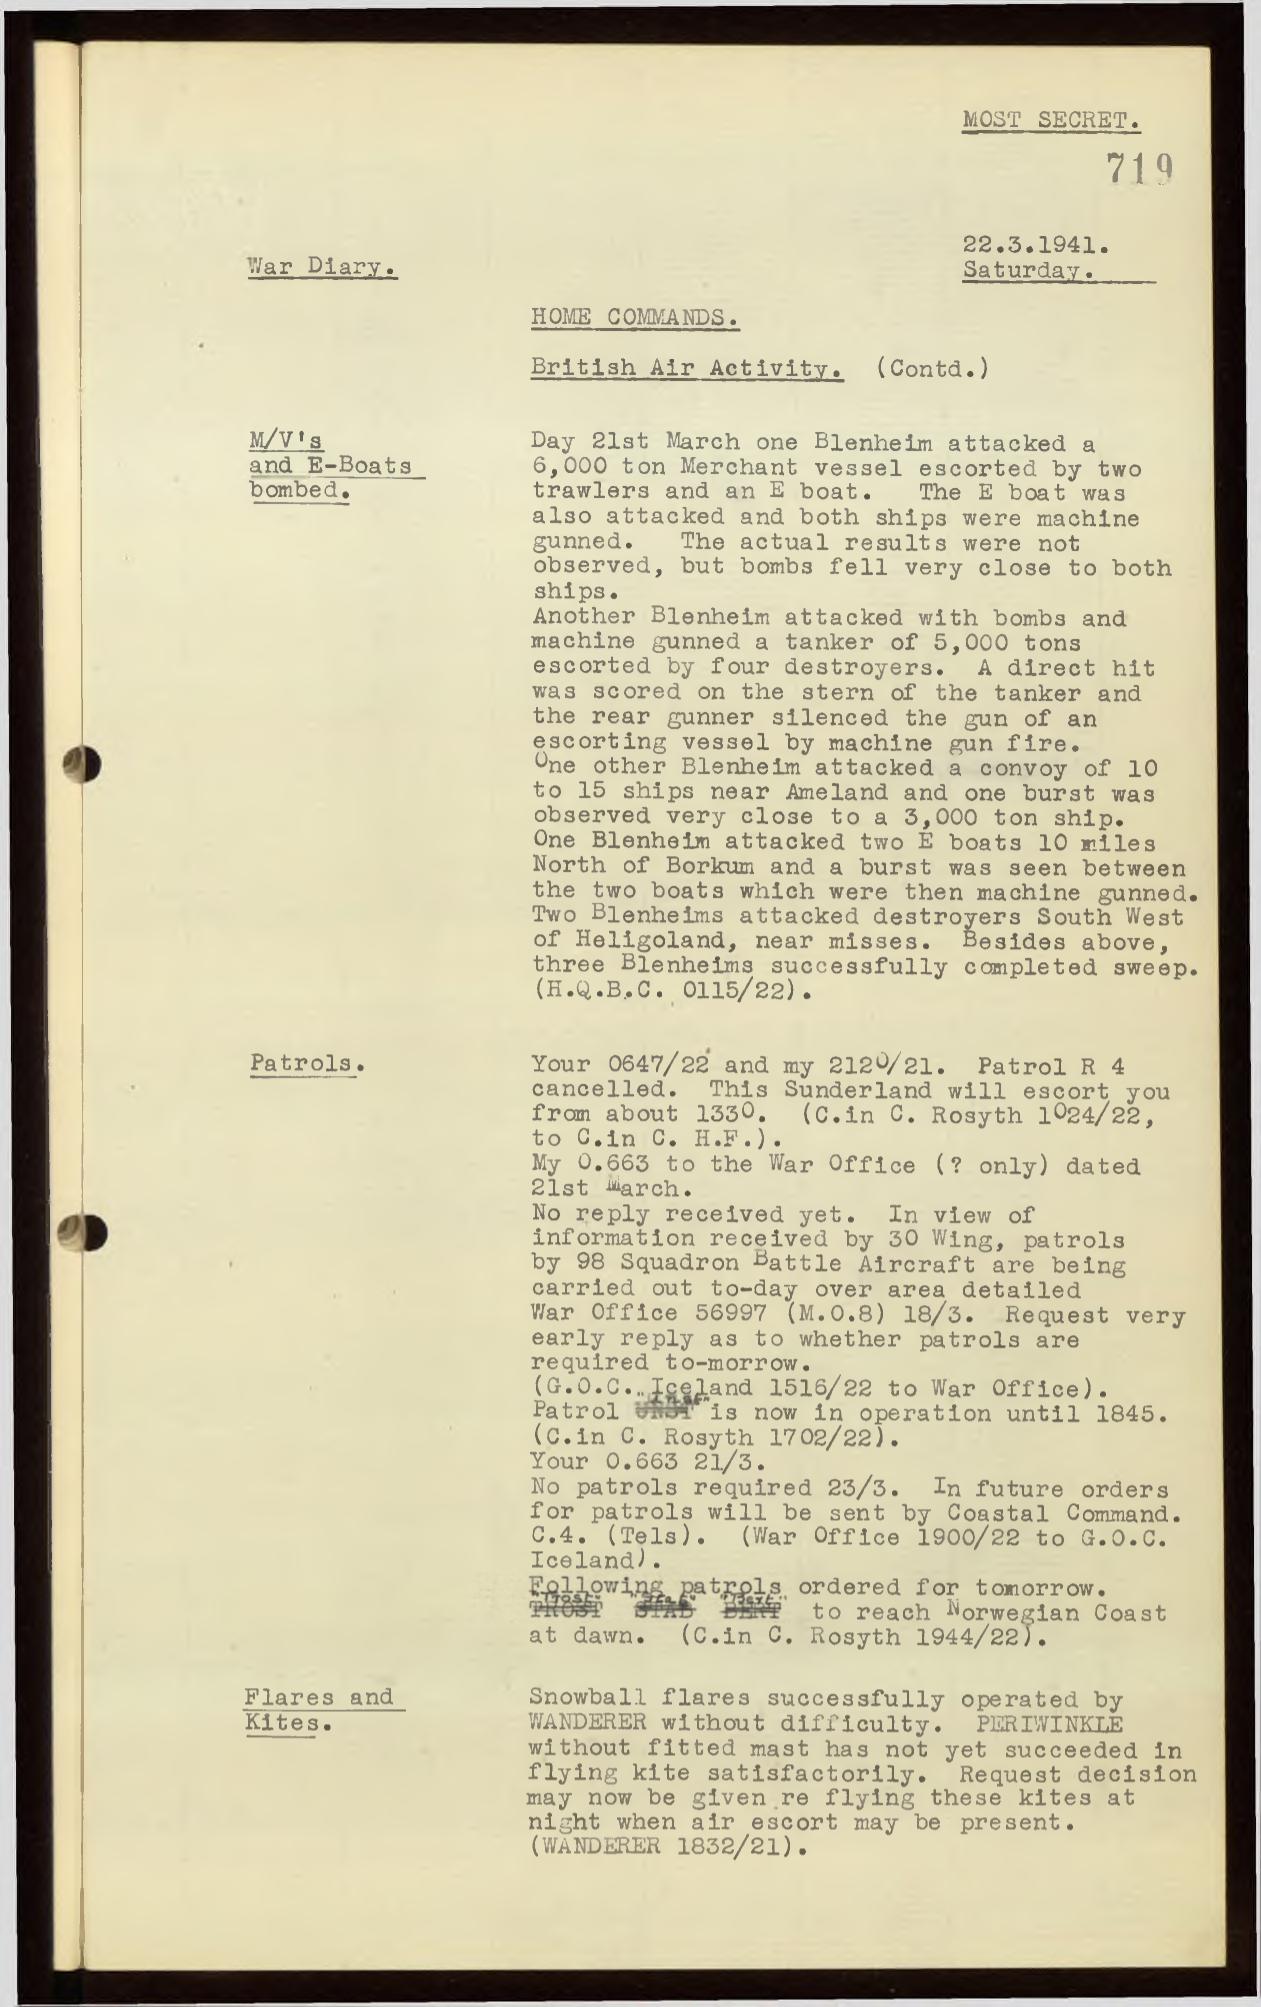 MOST SECRET.
719
22.3.1941.
Saturday.
War Diary.
HOME COMMANDS.
British Air Activity. (Contd.)
M/V's
and E-Boats
bombed.
Day 21st March one Blenheim attacked a
6,000 ton Merchant vessel escorted by two
trawlers and an E boat. The E boat was
also attacked and both ships were machine
gunned. The actual results were not
observed, but bombs fell very close to both
ships.
Another Blenheim attacked with bombs and
machine gunned a tanker of 5,000 tons
escorted by four destroyers. A direct hit
was scored on the stern of the tanker and
the rear gunner silenced the gun of an
escorting vessel by machine gun fire.
One other Blenheim attacked a convoy of 10
to 15 ships near Ameland and one burst was
observed very close to a 3,000 ton ship.
One Blenheim attacked two E boats 10 miles
North of Borkum and a burst was seen between
the two boats which were then machine gunned.
Two Blenheims attacked destroyers South West
of Heligoland, near misses. Besides above,
three Blenheims successfully completed sweep.
(H.Q.B.C. 0115/22).
Patrols.
Your 0647/22 and my 2120/21. Patrol R 4
cancelled. This Sunderland will escort you
from about 1330. (C.in C. Rosyth 1024/22,
to C.in C. H.F.).
My 0.663 to the War Office (? only) dated
21st March.
No reply received yet. In view of
information received by 30 Wing, patrols
by 98 Squadron Battle Aircraft are being
carried out to-day over area detailed
War Office 56997 (M.O.8) 18/3. Request very
early reply as to whether patrols are
required to-morrow.
(G.O.C. Iceland 1516/22 to War Office).
Patrol is now in operation until 1845.
(C.in C. Rosyth 1702/22).
Your 0.663 21/3.
No patrols required 23/3. In future orders
for patrols will be sent by Coastal Command.
C.4. (Tels). (War Office 1900/22 to G.O.C.
Iceland).
Following patrols ordered for tomorrow.
TROST STAB BERT to reach Norwegian Coast
at dawn. (C.in C. Rosyth 1944/22).
Flares and
Kites.
Snowball flares successfully operated by
WANDERER without difficulty. PERIWINKLE
without fitted mast has not yet succeeded in
flying kite satisfactorily. Request decision
may now be given re flying these kites at
night when air escort may be present.
(WANDERER 1832/21).